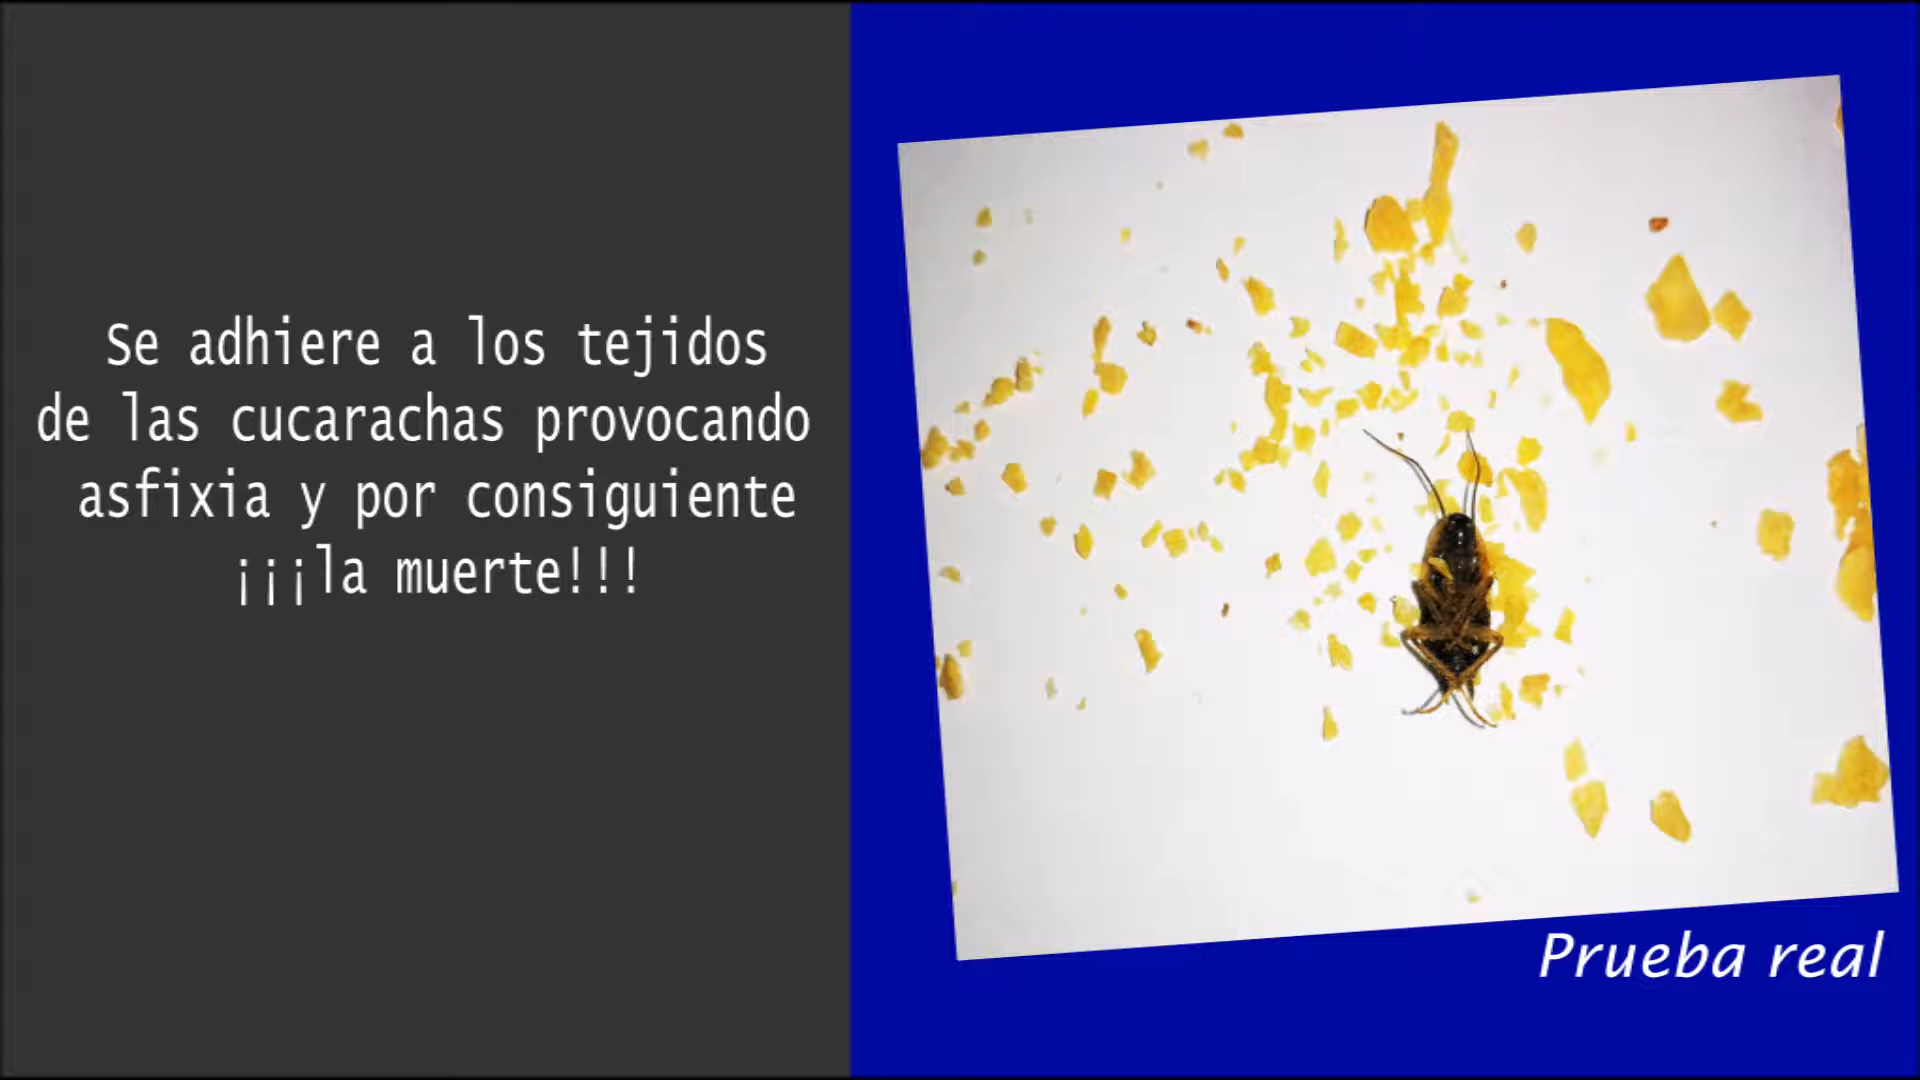 Se adhiere a los tejidos
de las cucarachas provocando
asfixia y por consiguiente
¡¡¡la muerte!!!
Prueba real